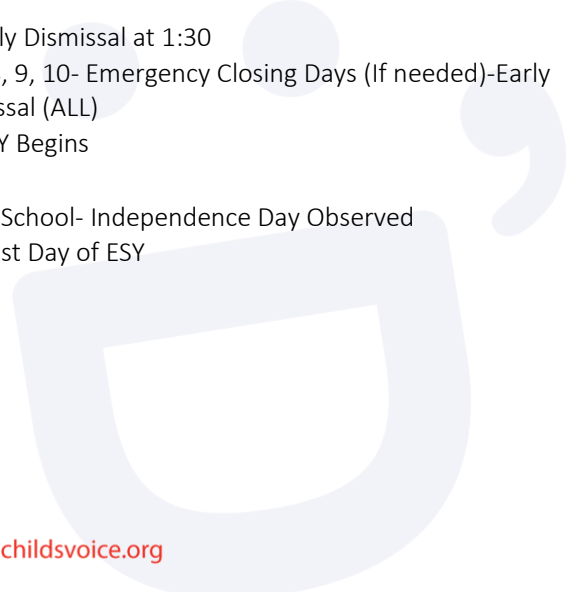 ly Dismissal at 1:30
, 9, 10- Emergency Closing Days (If needed)-Early
ssal (ALL)
Y Begins
School- Independence Day Observed
st Day of ESY
childsvoice.org